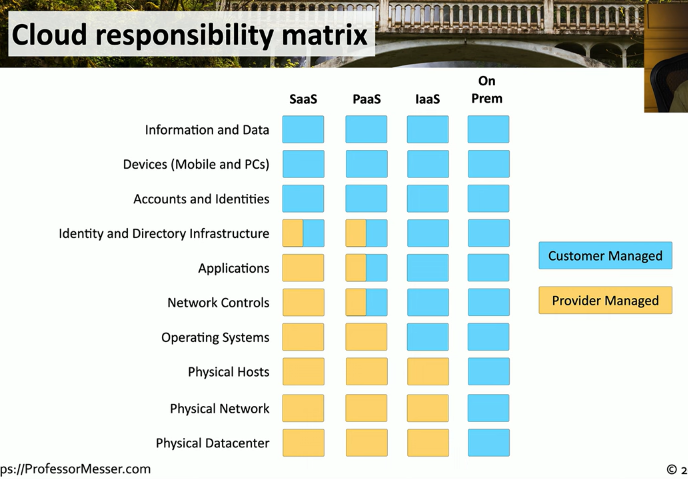 Cloud responsibility matrix
SaaS PaaS IaaS On Prem
Information and Data
Devices (Mobile and PCs)
Accounts and Identities
Identity and Directory Infrastructure
Customer Managed
Applications
Network Controls
Provider Managed
Operating Systems
Physical Hosts
Physical Network
Physical Datacenter
ps://ProfessorMesser.com
© 2